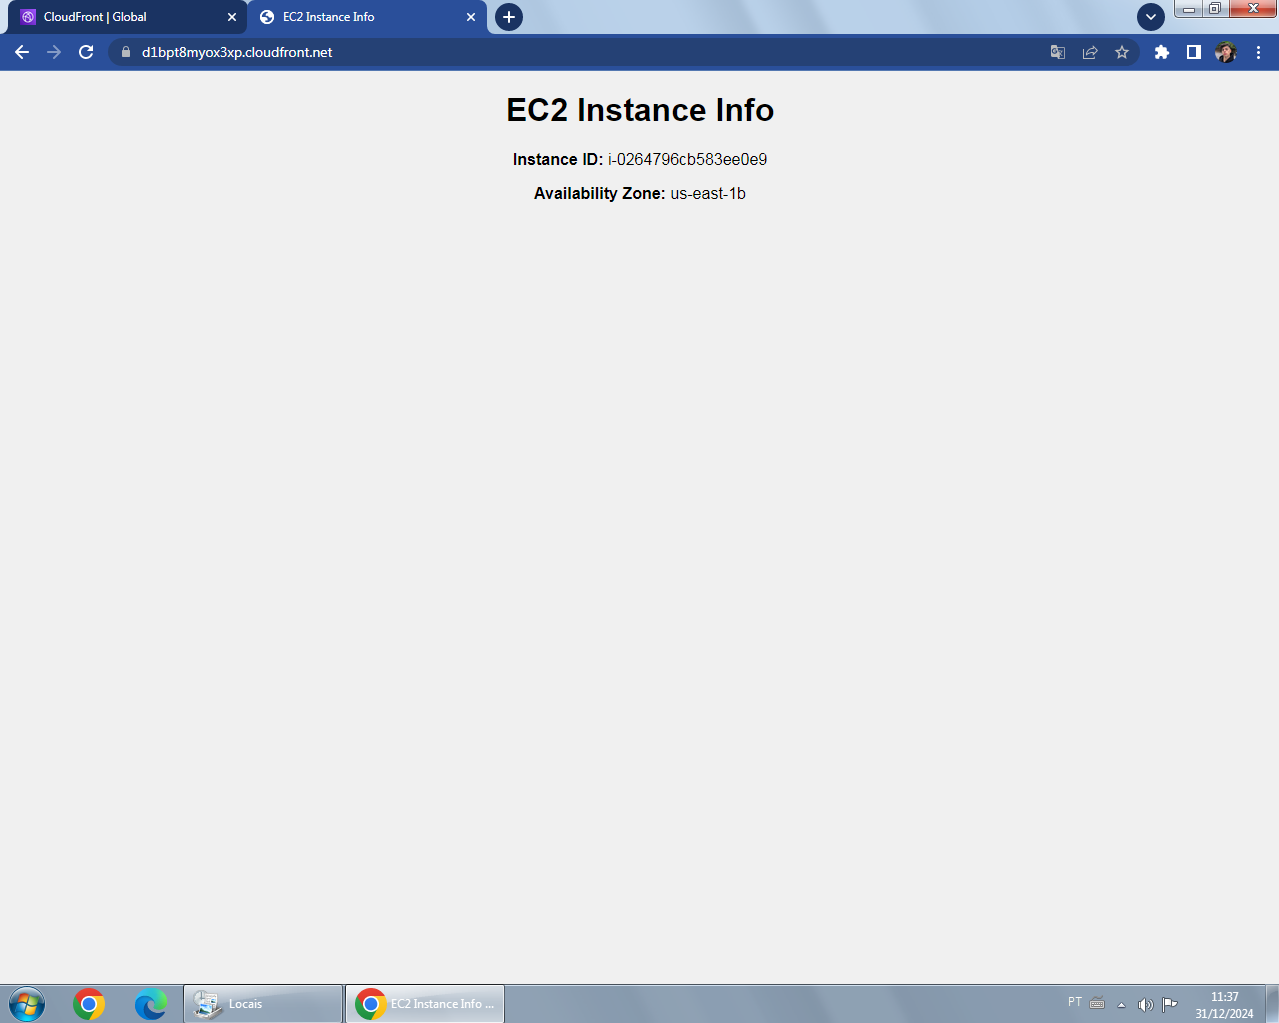 CloudFront | Global
EC2 Instance Info
d1bpt8myox3xp.cloudfront.net
EC2 Instance Info
Instance ID: i-0264796cb583ee0e9
Availability Zone: us-east-1b
Locais
EC2 Instance Info ...
PT
11:37
31/12/2024